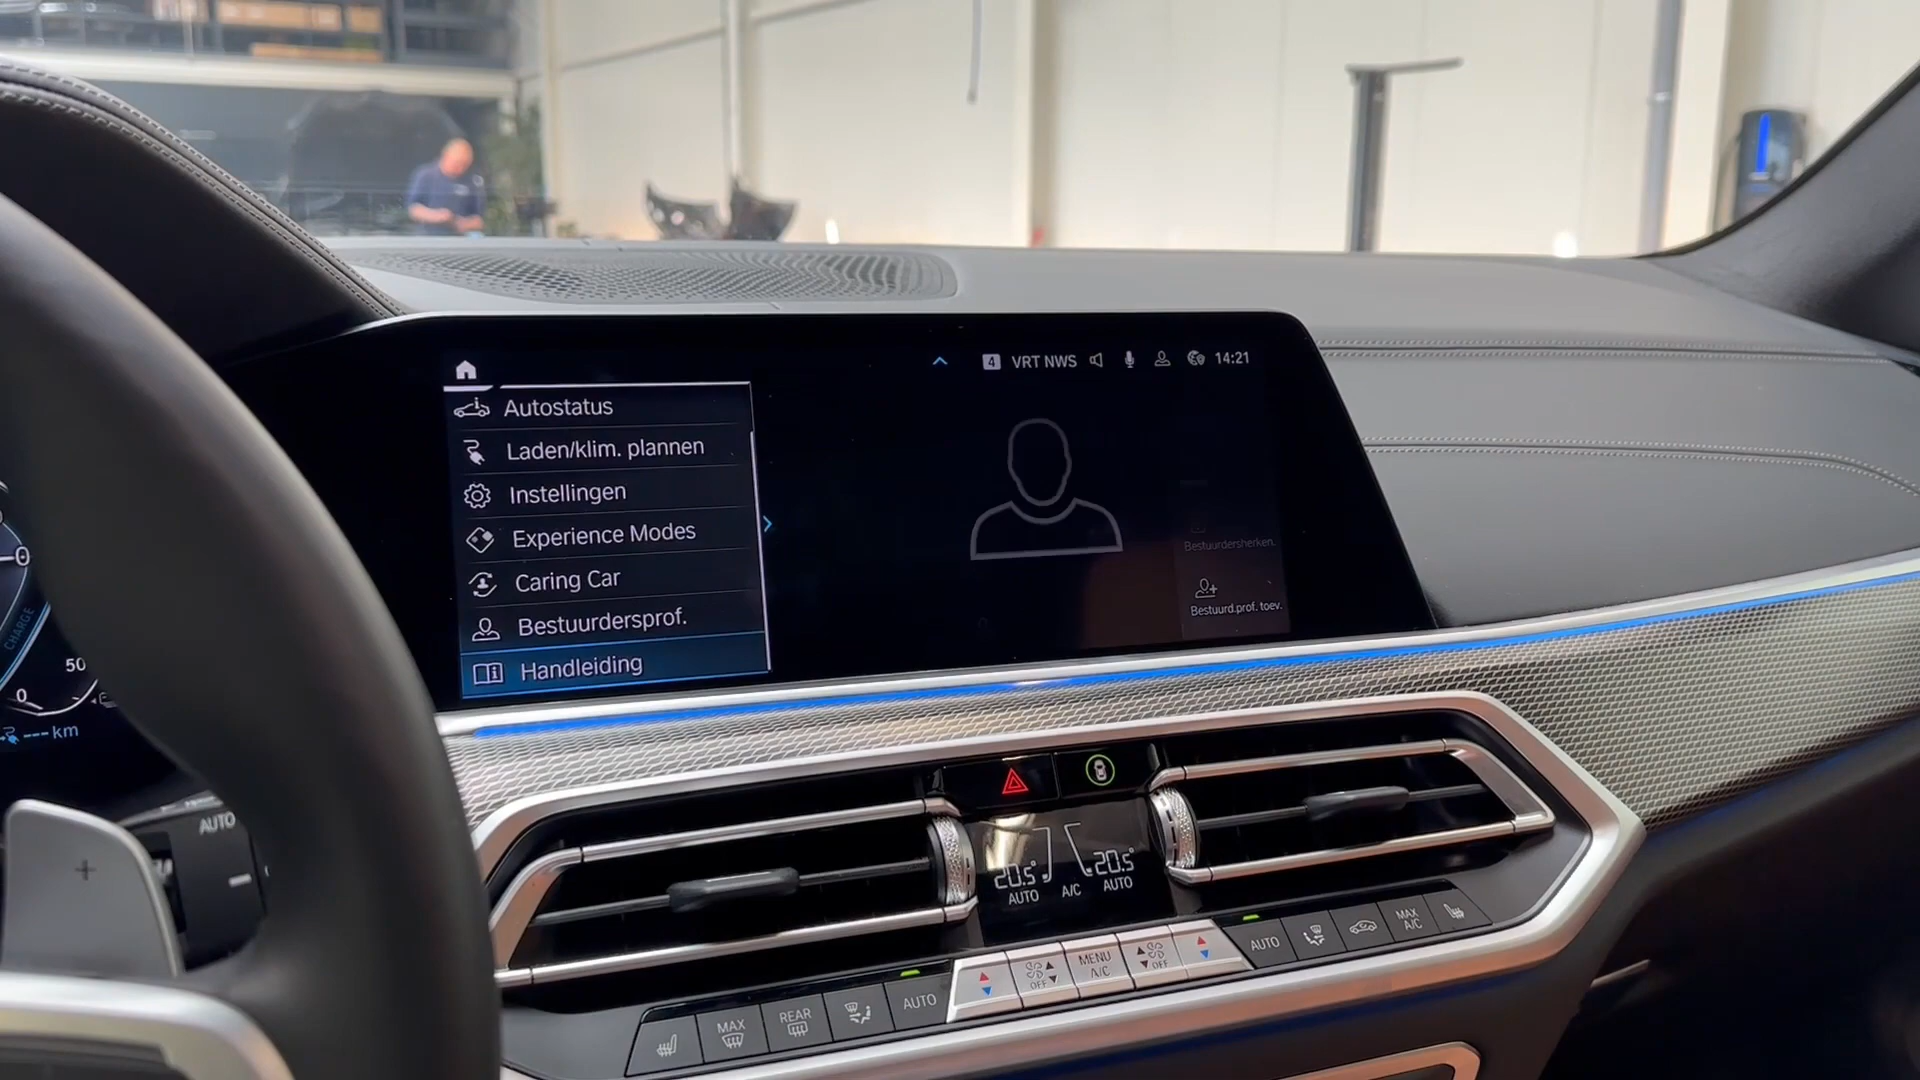 4 VRT NWS 14:21
Autostatus
Laden/klim. plannen
Instellingen
Experience Modes
Caring Car
Bestuurdersprof.
Handleiding
Bestuurdersherken.
Bestuurd.prof. toev.
0
CHARGE
50
0
--- km
AUTO
+
20.5° 20.5°
AUTO A/C AUTO
MAX
REAR
AUTO
OFF
MENU
A/C
OFF
AUTO
MAX
A/C